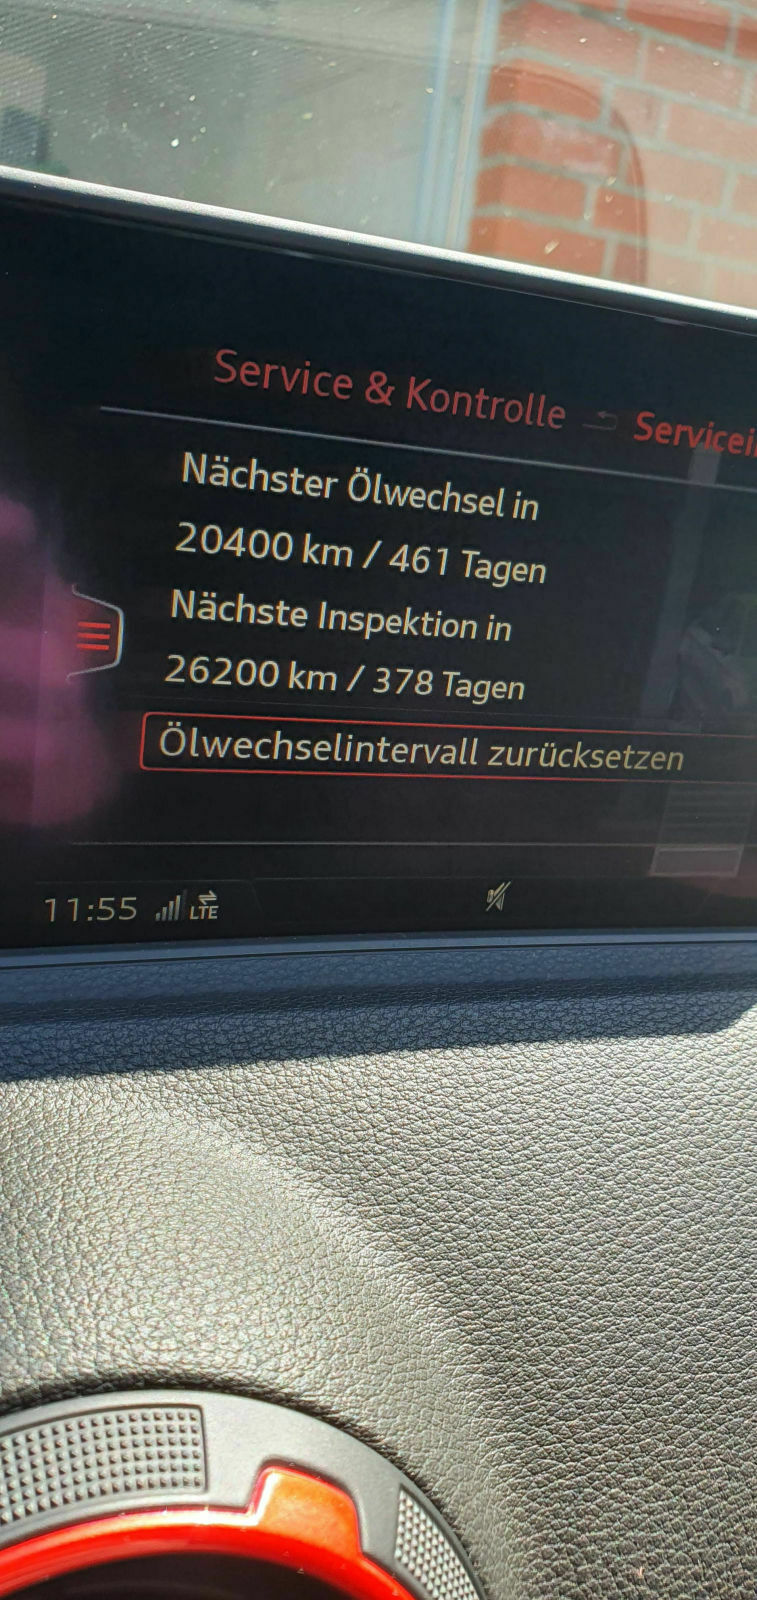 Service & Kontrolle
Nächster Ölwechsel in
20400 km / 461 Tagen
Nächste Inspektion in
26200 km / 378 Tagen
Ölwechselintervall zurücksetzen
11:55 LTE